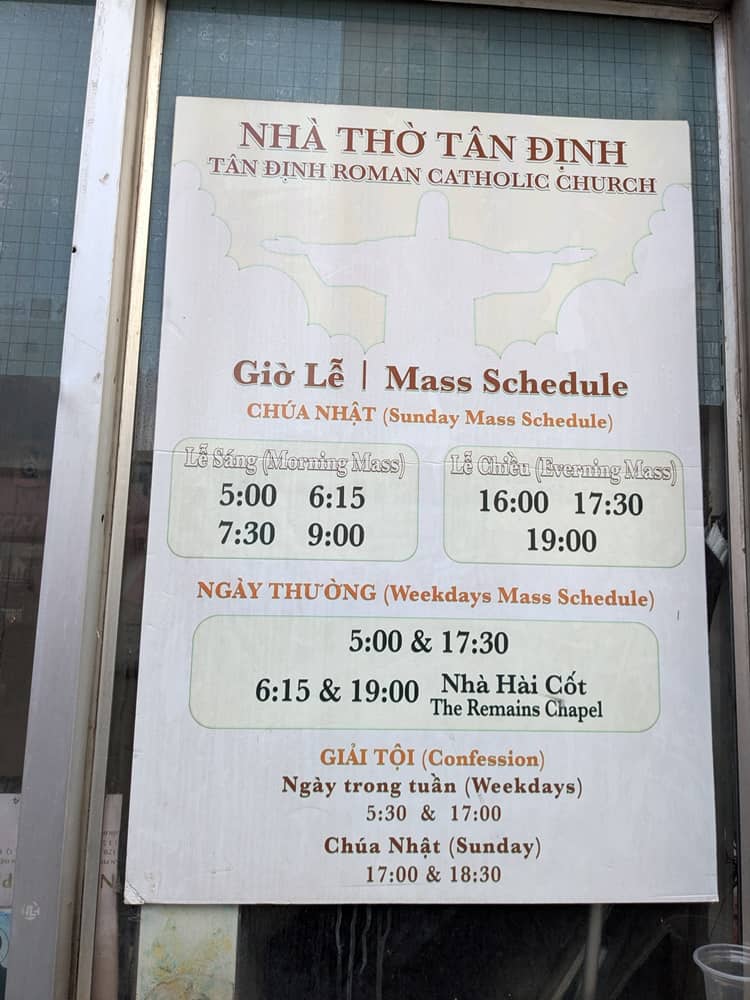 NHÀ THỜ TÂN ĐỊNH
TÂN ĐỊNH ROMAN CATHOLIC CHURCH
Giờ Lễ | Mass Schedule
CHÚA NHẬT (Sunday Mass Schedule)
Lễ Sáng (Morning Mass)
5:00 6:15
7:30 9:00
Lễ Chiều (Everning Mass)
16:00 17:30
19:00
NGÀY THƯỜNG (Weekdays Mass Schedule)
5:00 & 17:30
6:15 & 19:00 Nhà Hài Cốt
The Remains Chapel
GIẢI TỘI (Confession)
Ngày trong tuần (Weekdays)
5:30 & 17:00
Chúa Nhật (Sunday)
17:00 & 18:30